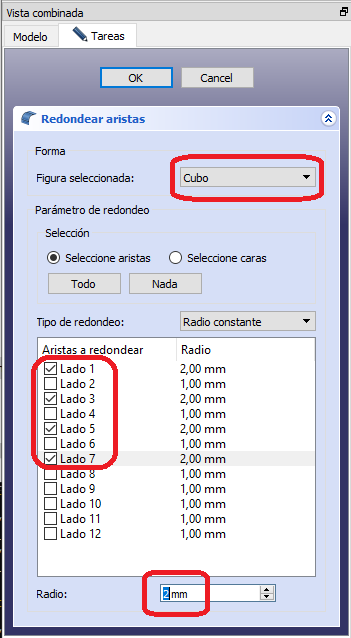 Vista combinada
Modelo
Tareas
OK
Cancel
Redondear aristas
Forma
Figura seleccionada: Cubo
Parámetro de redondeo
Selección
Seleccione aristas Seleccione caras
Todo Nada
Tipo de redondeo: Radio constante
Aristas a redondear Radio
Lado 1 2,00 mm
Lado 2 1,00 mm
Lado 3 2,00 mm
Lado 4 1,00 mm
Lado 5 2,00 mm
Lado 6 1,00 mm
Lado 7 2,00 mm
Lado 8 1,00 mm
Lado 9 1,00 mm
Lado 10 1,00 mm
Lado 11 1,00 mm
Lado 12 1,00 mm
Radio: 2 mm